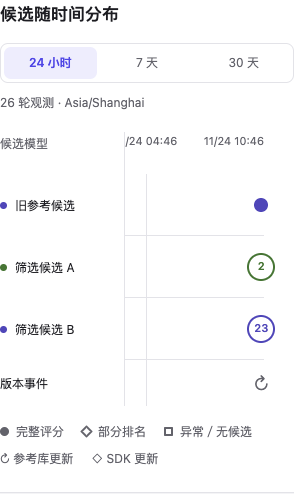 候选随时间分布
24 小时 7 天 30 天
26 轮观测 · Asia/Shanghai
候选模型 /24 04:46 11/24 10:46
旧参考候选
筛选候选 A 2
筛选候选 B 23
版本事件
完整评分 部分排名 异常 / 无候选
参考库更新 SDK 更新